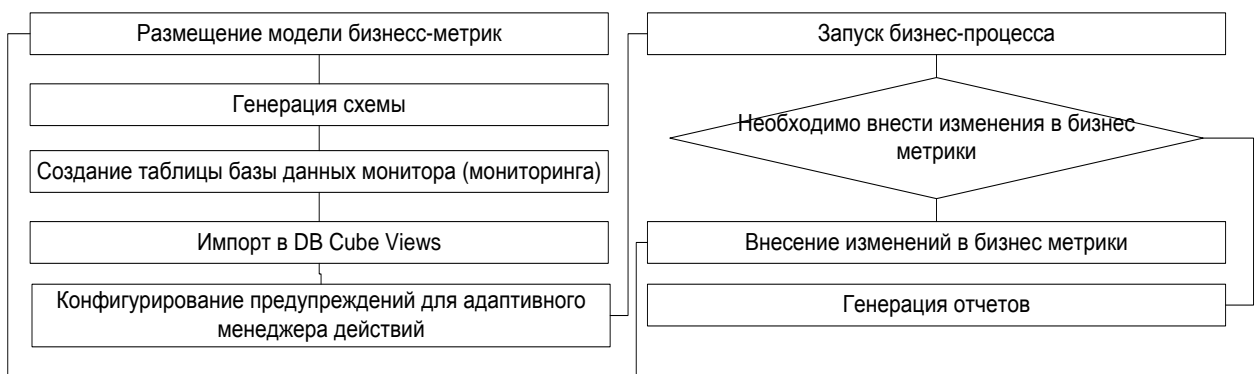 Размещение модели бизнесс-метрик
Генерация схемы
Создание таблицы базы данных монитора (мониторинга)
Импорт в DB Cube Views
Конфигурирование предупреждений для адаптивного
менеджера действий
Запуск бизнес-процесса
Необходимо внести изменения в бизнес
метрики
Внесение изменений в бизнес метрики
Генерация отчетов